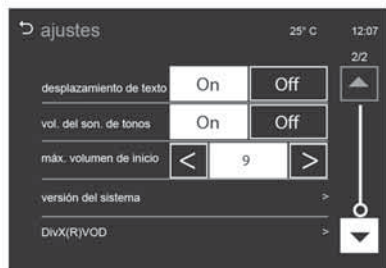 ajustes 25° C 12:07
2/2
desplazamiento de texto On Off
vol. del son. de tonos On Off
máx. volumen de inicio < 9 >
versión del sistema >
DivX(R)VOD >